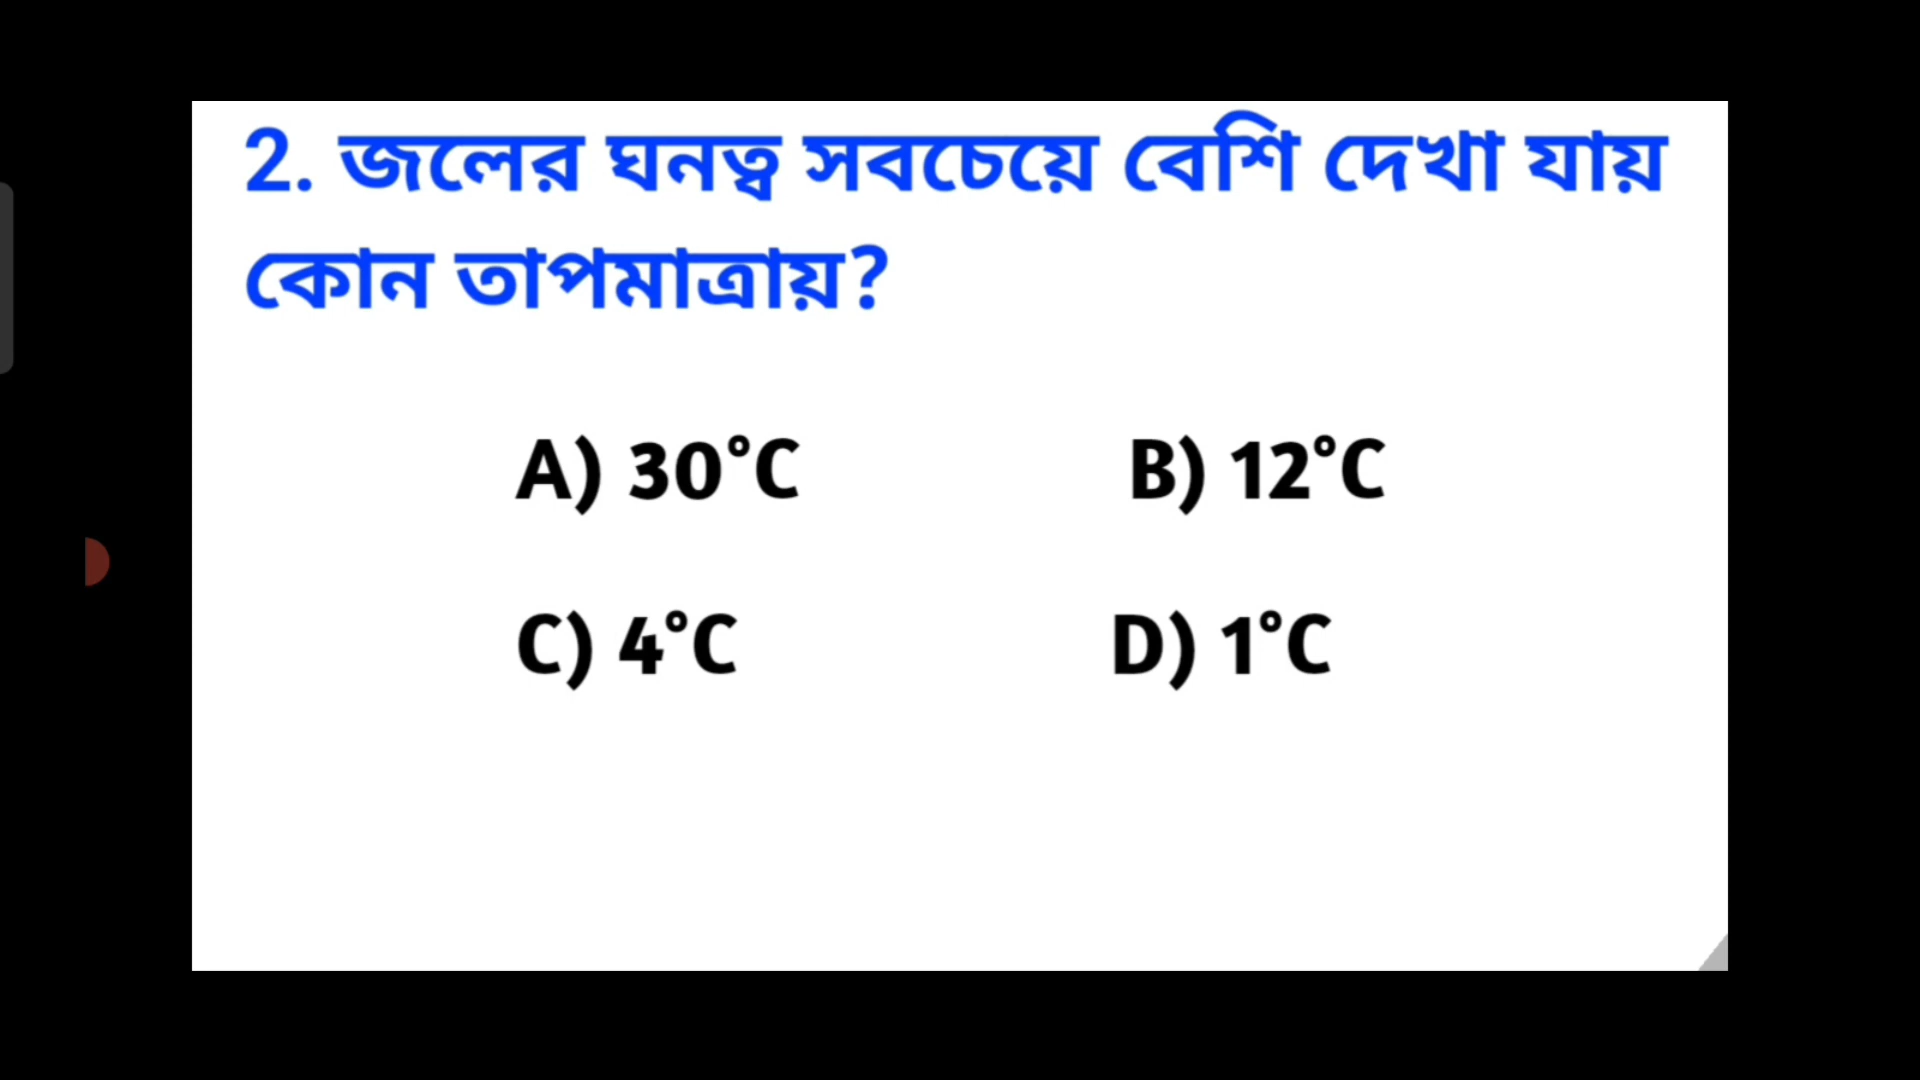 2. জলের ঘনত্ব সবচেয়ে বেশি দেখা যায়
কোন তাপমাত্রায়?
A) 30°C B) 12°C
C) 4°C D) 1°C